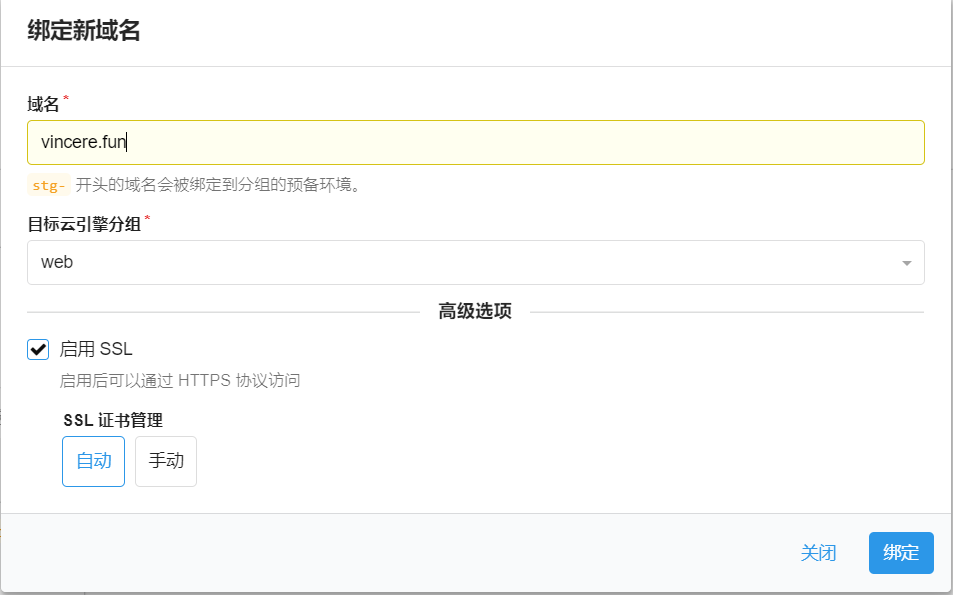 绑定新域名
域名*
vincere.fun
stg- 开头的域名会被绑定到分组的预备环境。
目标云引擎分组*
web
高级选项
启用 SSL
启用后可以通过 HTTPS 协议访问
SSL 证书管理
自动 手动
关闭 绑定